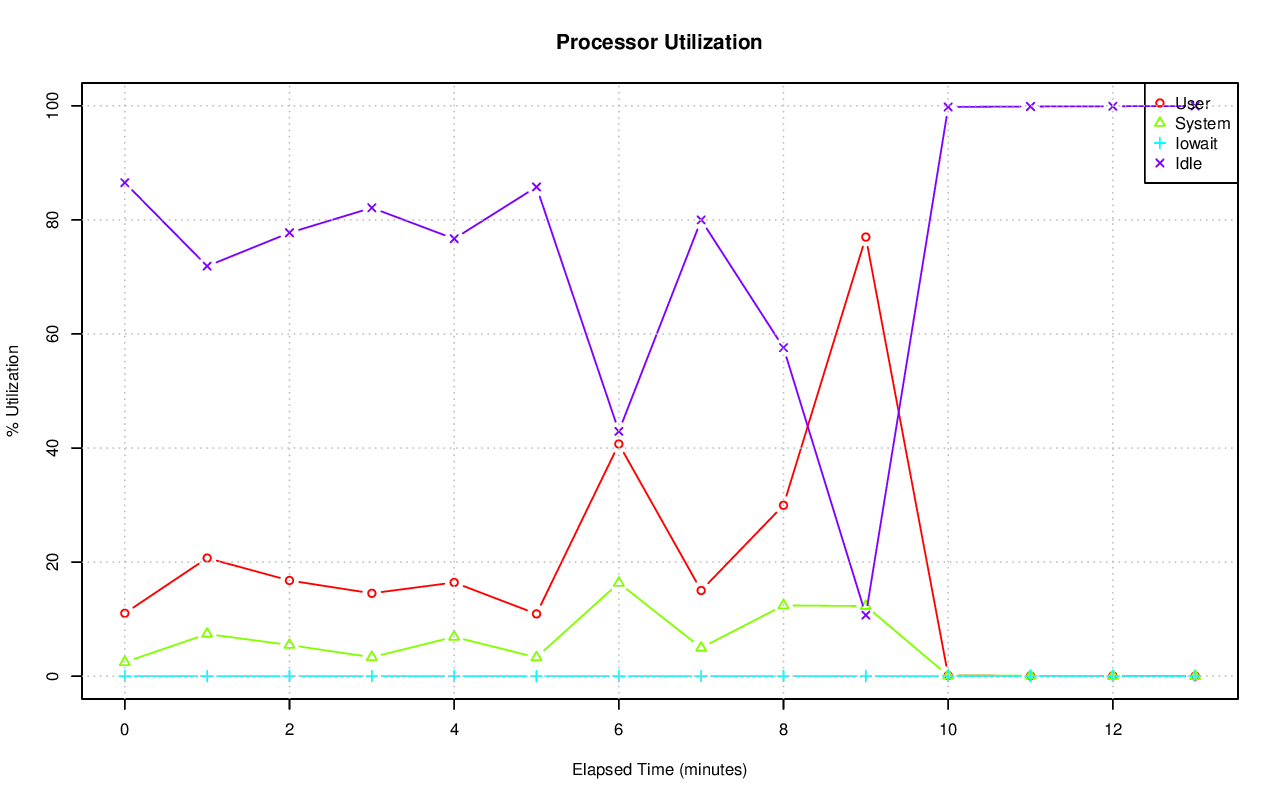 Processor Utilization
% Utilization
100
80
60
40
20
0
User
System
Iowait
Idle
0 2 4 6 8 10 12
Elapsed Time (minutes)